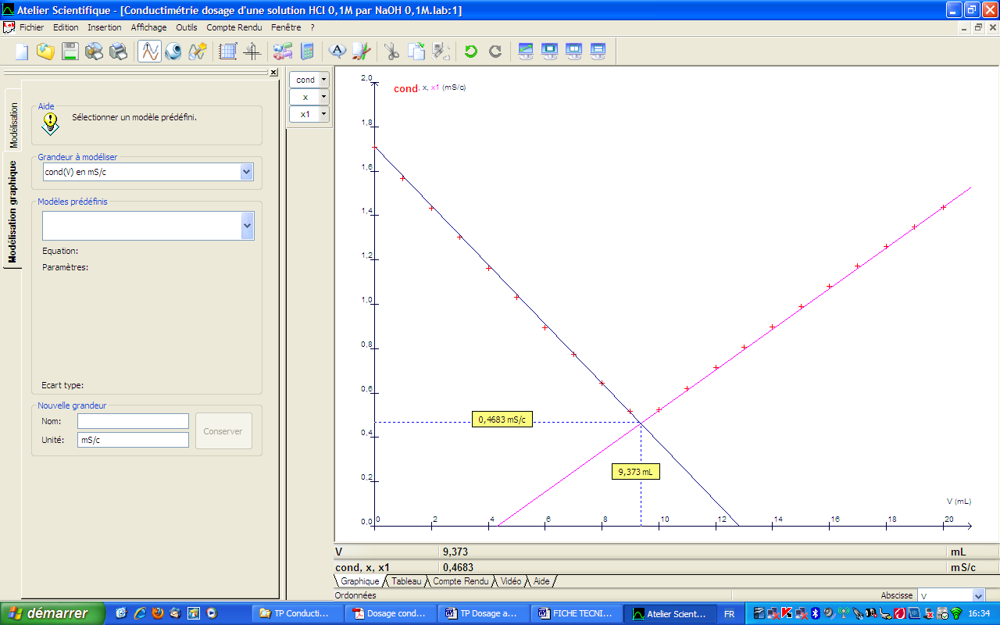 Atelier Scientifique - [Conductimétrie dosage d'une solution HCl 0,1M par NaOH 0,1M.lab:1]
Fichier Edition Insertion Affichage Outils Compte Rendu Fenêtre ?
Modélisation
Modélisation graphique
Aide
Sélectionner un modèle prédéfini.
Grandeur à modéliser
cond(V) en mS/c
Modèles prédéfinis
Equation:
Paramètres:
Ecart type:
Nouvelle grandeur
Nom:
Unité: mS/c
Conserver
cond
x
x1
cond, x, x1 (mS/c)
2,0
1,8
1,6
1,4
1,2
1,0
0,8
0,6
0,4
0,2
0,0
0,4683 mS/c
9,373 mL
V (mL)
0 2 4 6 8 10 12 14 16 18 20
V 9,373 mL
cond, x, x1 0,4683 mS/c
Graphique Tableau Compte Rendu Vidéo Aide
Ordonnées Abscisse V
démarrer TP Conducti... Dosage cond... TP Dosage a... FICHE TECNI... Atelier Scient... FR 16:34